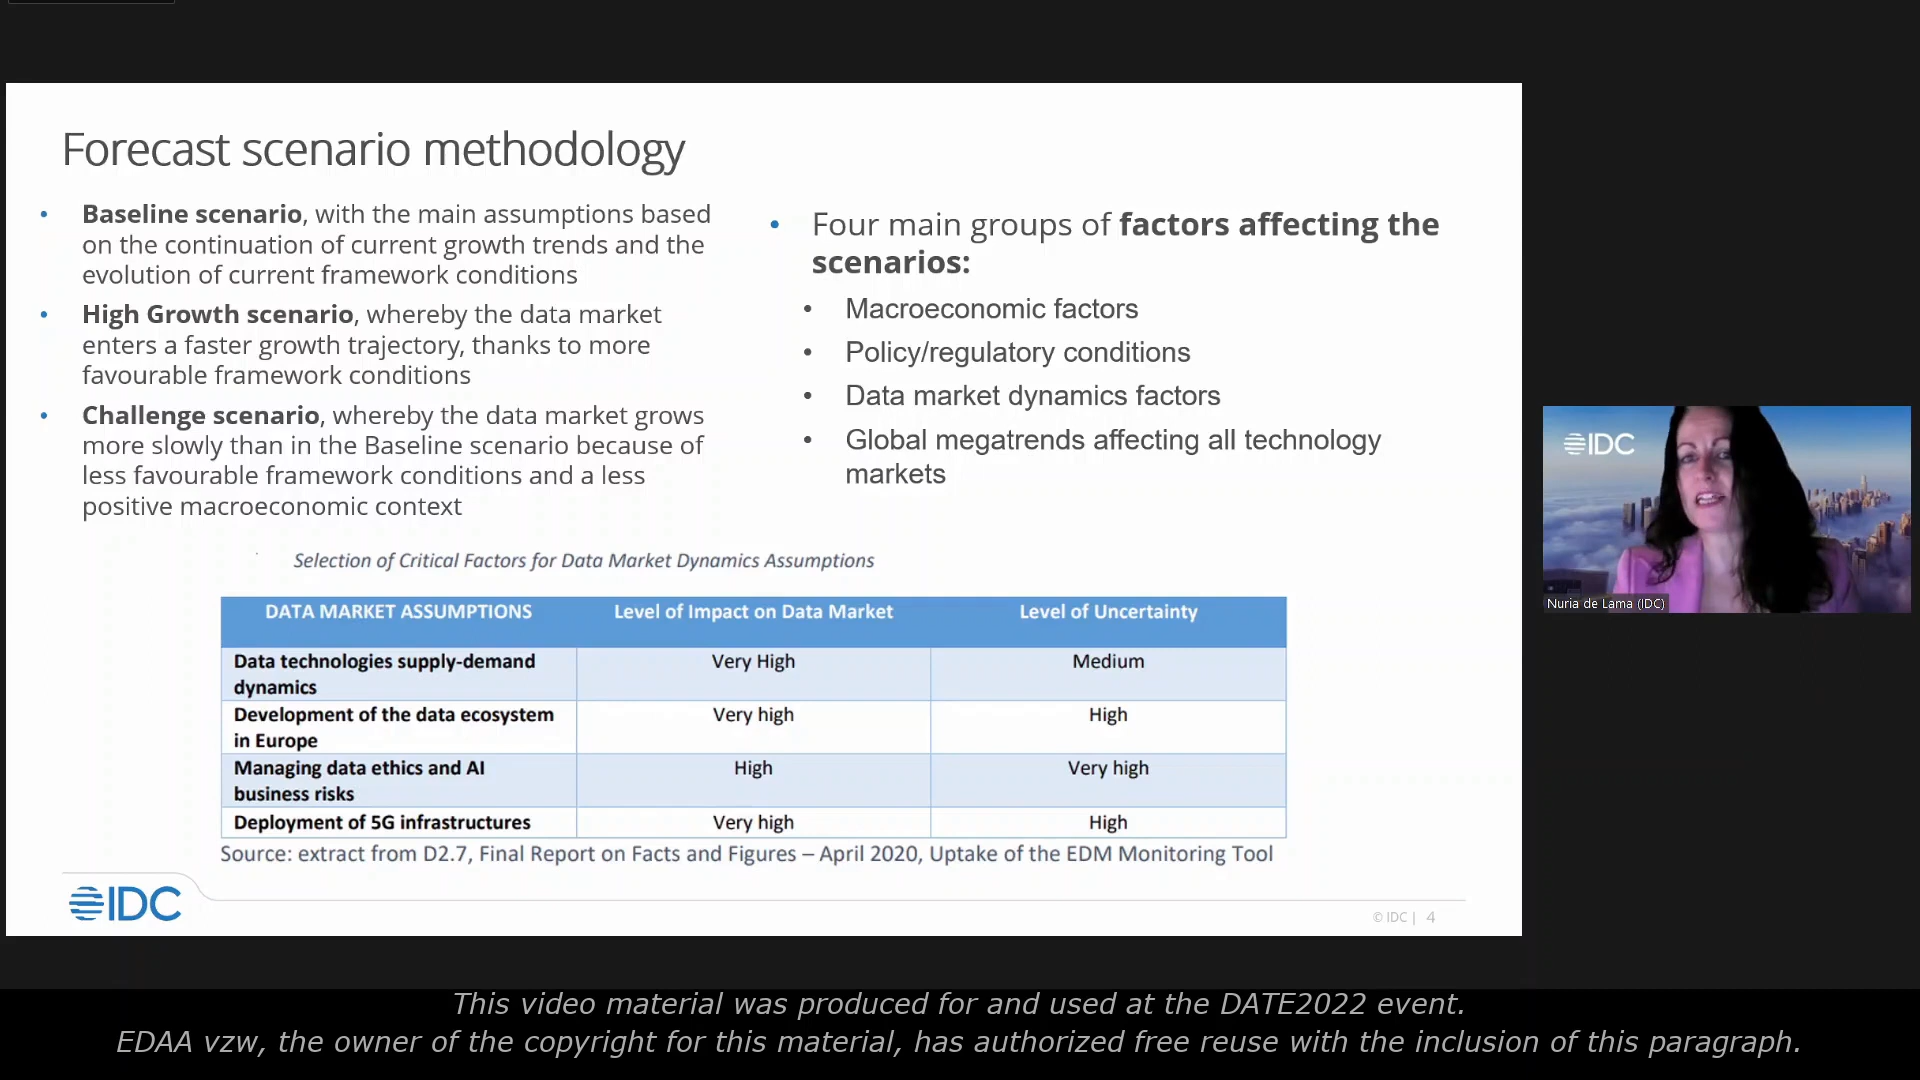 Forecast scenario methodology
• Baseline scenario, with the main assumptions based
on the continuation of current growth trends and the
evolution of current framework conditions
• High Growth scenario, whereby the data market
enters a faster growth trajectory, thanks to more
favourable framework conditions
• Challenge scenario, whereby the data market grows
more slowly than in the Baseline scenario because of
less favourable framework conditions and a less
positive macroeconomic context
• Four main groups of factors affecting the
scenarios:
• Macroeconomic factors
• Policy/regulatory conditions
• Data market dynamics factors
• Global megatrends affecting all technology
markets
Selection of Critical Factors for Data Market Dynamics Assumptions
DATA MARKET ASSUMPTIONS Level of Impact on Data Market Level of Uncertainty
Data technologies supply-demand Very High Medium
dynamics
Development of the data ecosystem Very high High
in Europe
Managing data ethics and AI High Very high
business risks
Deployment of 5G infrastructures Very high High
Source: extract from D2.7, Final Report on Facts and Figures – April 2020, Uptake of the EDM Monitoring Tool
IDC
© IDC | 4
IDC
Nuria de Lama (IDC)
This video material was produced for and used at the DATE2022 event.
EDAA vzw, the owner of the copyright for this material, has authorized free reuse with the inclusion of this paragraph.